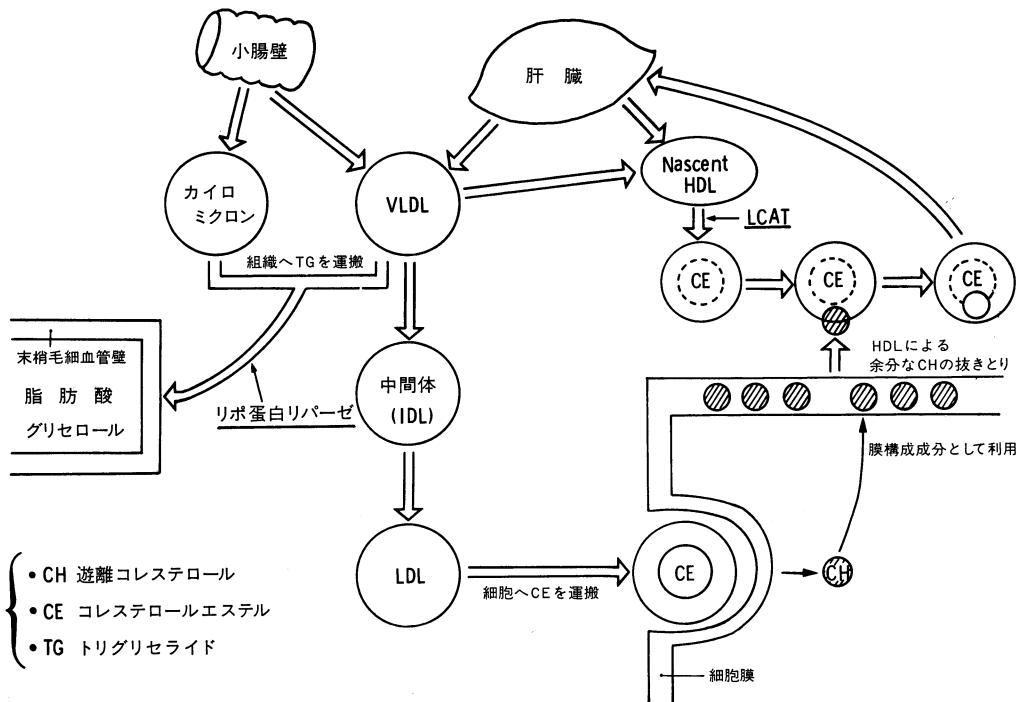 小腸壁
肝臓
カイロ
ミクロン
VLDL
Nascent
HDL
LCAT
組織へTGを運搬
CE
CE
CE
末梢毛細血管壁
脂肪酸
グリセロール
リポ蛋白リパーゼ
中間体
(IDL)
HDLによる
余分なCHの抜きとり
膜構成成分として利用
LDL
細胞へCEを運搬
CE
CH
• CH 遊離コレステロール
• CE コレステロールエステル
• TG トリグリセライド
細胞膜